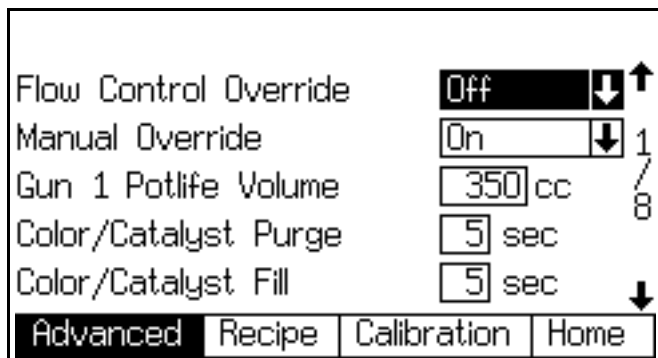 Flow Control Override Off
Manual Override On 1
Gun 1 Potlife Volume 350 cc /
Color/Catalyst Purge 5 sec 8
Color/Catalyst Fill 5 sec
Advanced Recipe Calibration Home